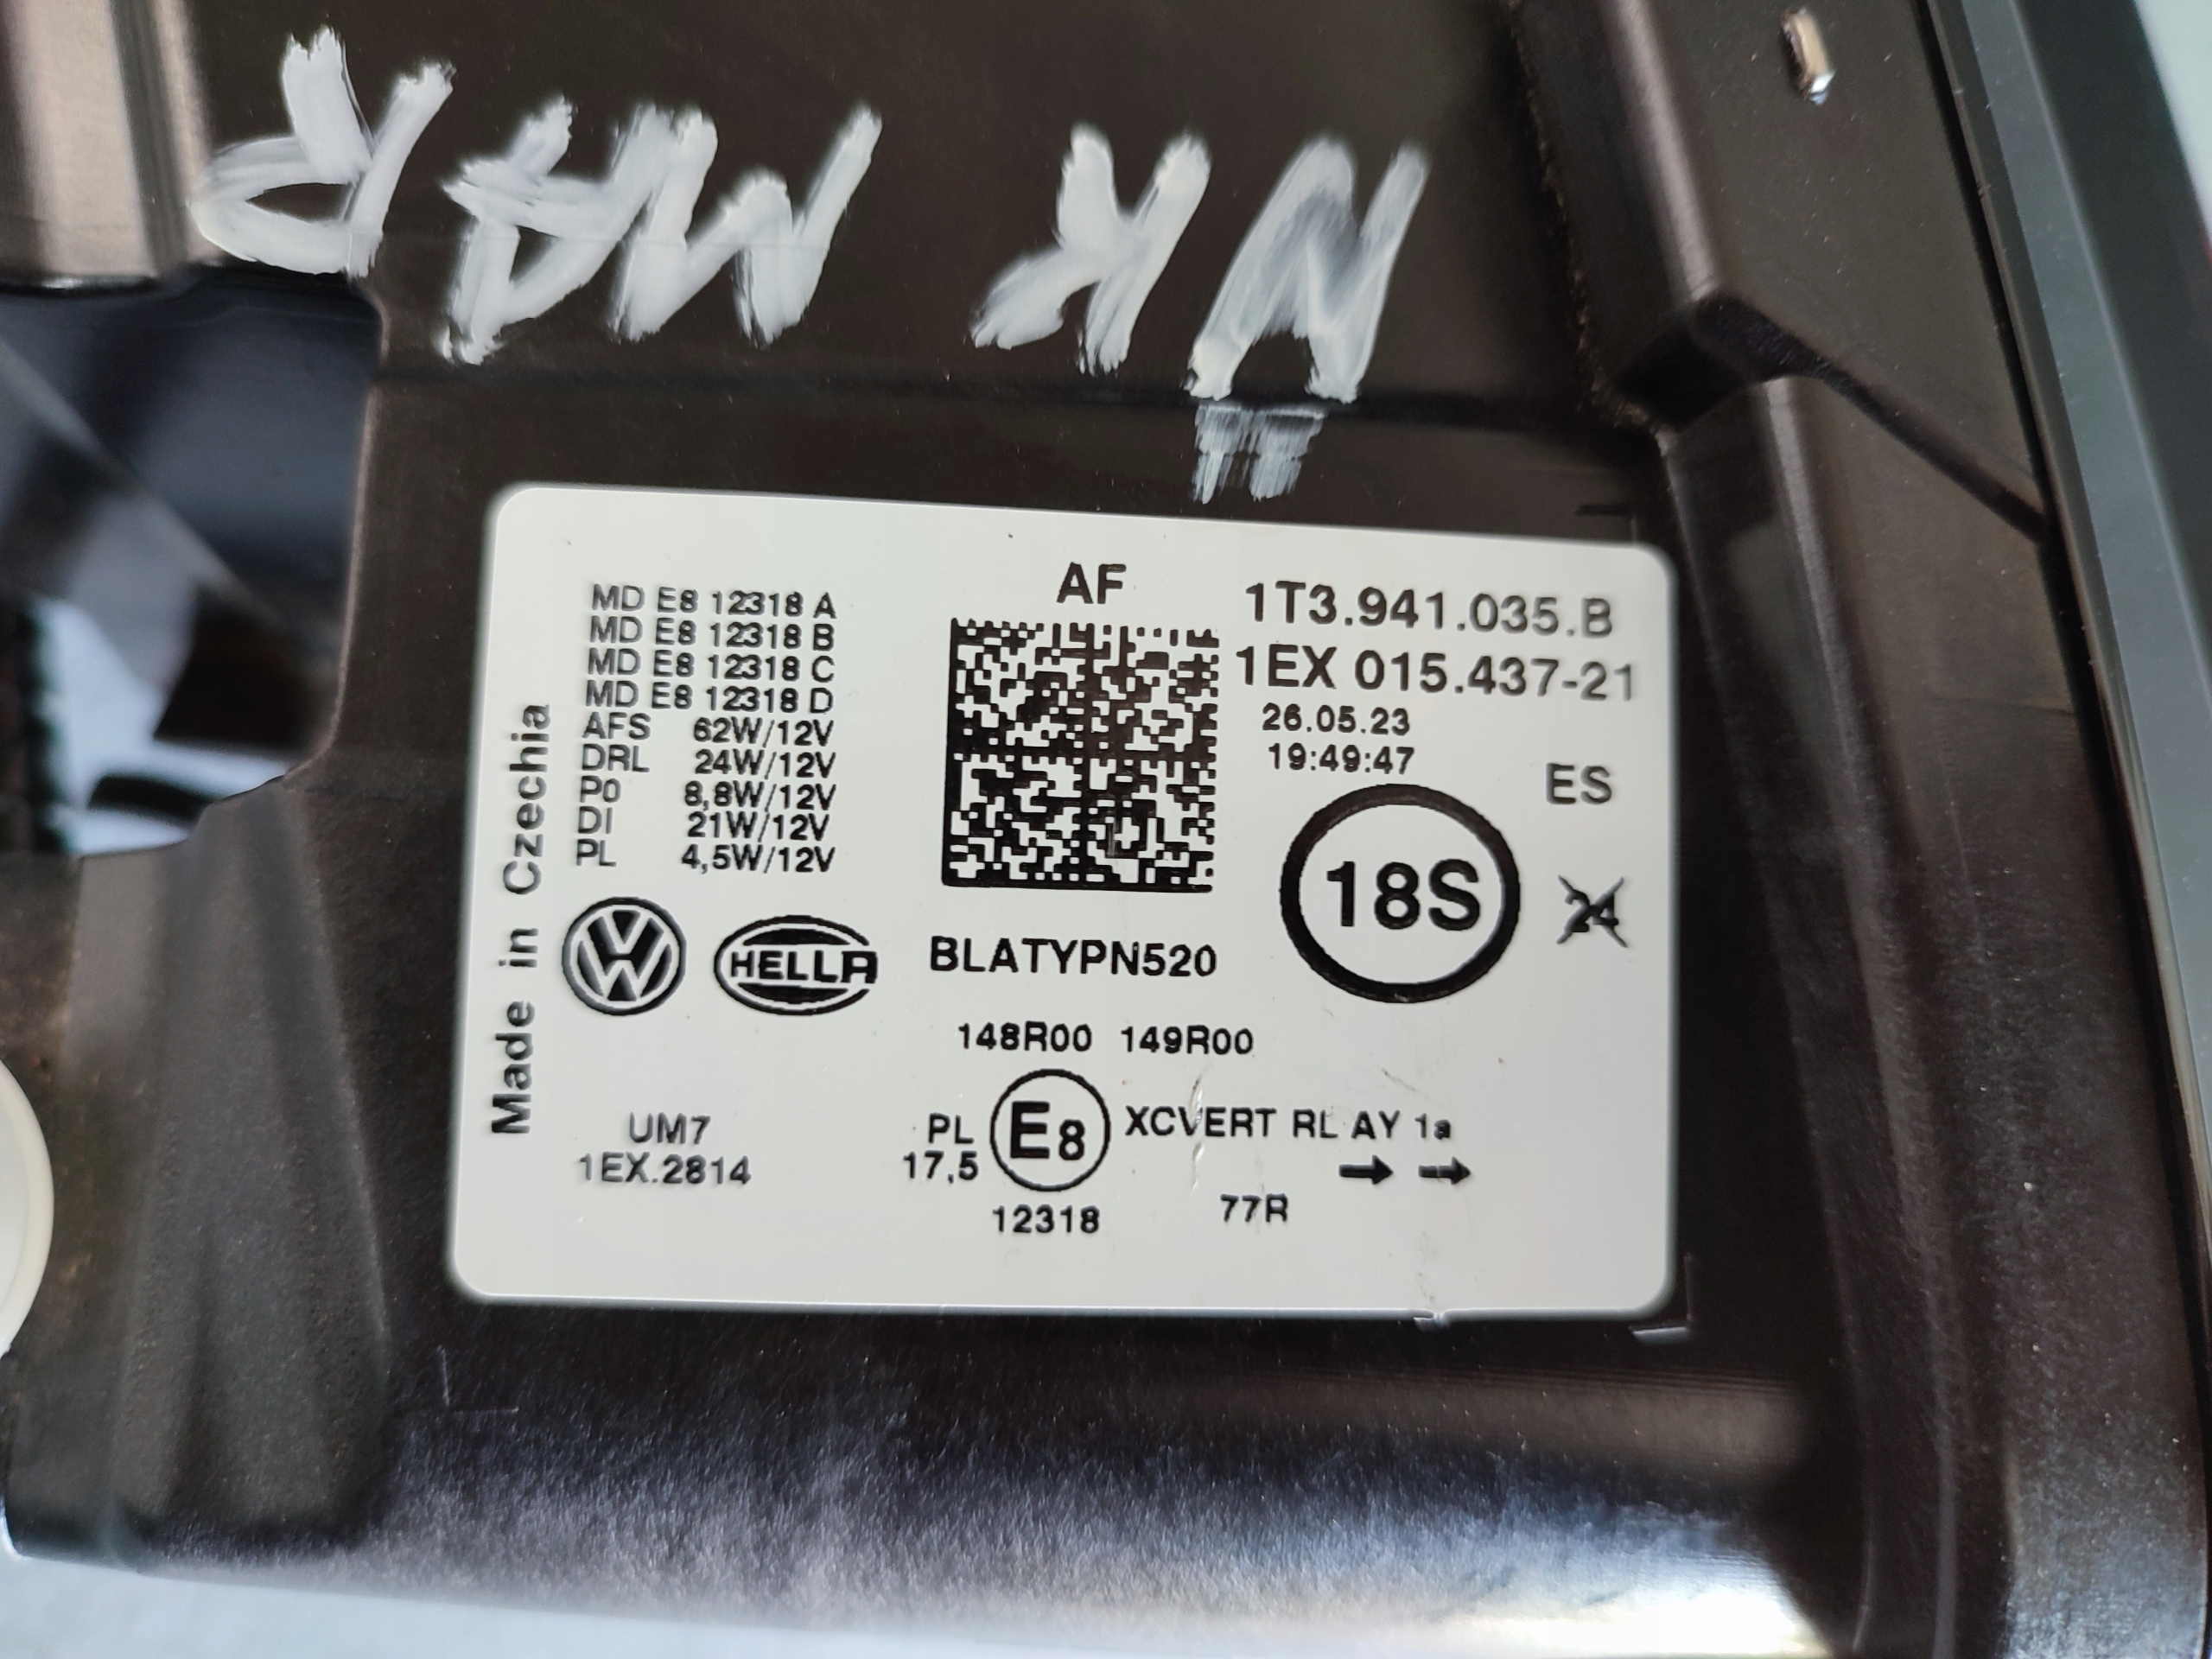 NK MAP
AF
1T3.941.035.B
1EX 015.437-21
26.05.23
19:49:47
ES
18S
24
MD E8 12318 A
MD E8 12318 B
MD E8 12318 C
MD E8 12318 D
AFS 62W/12V
DRL 24W/12V
P0 8,8W/12V
DI 21W/12V
PL 4,5W/12V
Made in Czechia
VW
HELLA
BLATYPN520
148R00 149R00
UM7
1EX.2814
PL
17,5
E8
XCVERT RL AY 1a
→ →
12318
77R